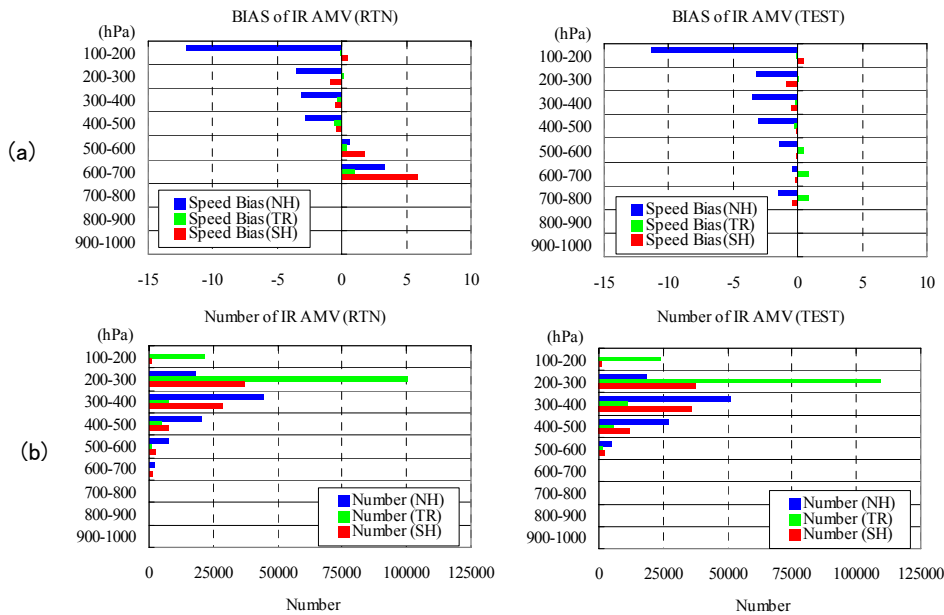 BIAS of IR AMV (RTN)
(hPa)
100-200
200-300
300-400
400-500
500-600
600-700
700-800
800-900
900-1000
Speed Bias (NH)
Speed Bias (TR)
Speed Bias (SH)
-15 -10 -5 0 5 10
BIAS of IR AMV (TEST)
(hPa)
100-200
200-300
300-400
400-500
500-600
600-700
700-800
800-900
900-1000
Speed Bias (NH)
Speed Bias (TR)
Speed Bias (SH)
-15 -10 -5 0 5 10
(a)
Number of IR AMV (RTN)
(hPa)
100-200
200-300
300-400
400-500
500-600
600-700
700-800
800-900
900-1000
Number (NH)
Number (TR)
Number (SH)
0 25000 50000 75000 100000 125000
Number
Number of IR AMV (TEST)
(hPa)
100-200
200-300
300-400
400-500
500-600
600-700
700-800
800-900
900-1000
Number (NH)
Number (TR)
Number (SH)
0 25000 50000 75000 100000 125000
Number
(b)